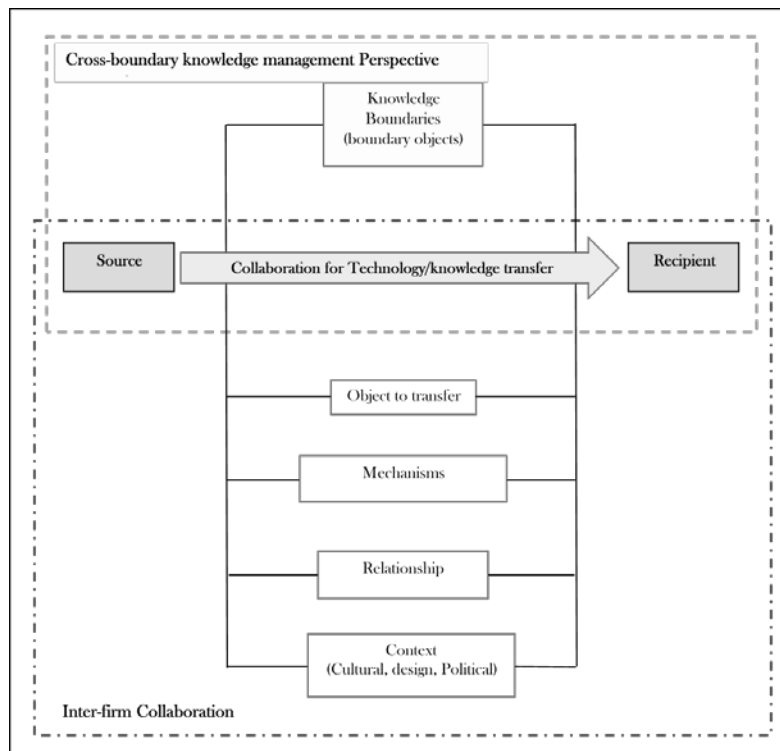 Cross-boundary knowledge management Perspective
Knowledge
Boundaries
(boundary objects)
Source
Collaboration for Technology/knowledge transfer
Recipient
Object to transfer
Mechanisms
Relationship
Context
(Cultural, design, Political)
Inter-firm Collaboration